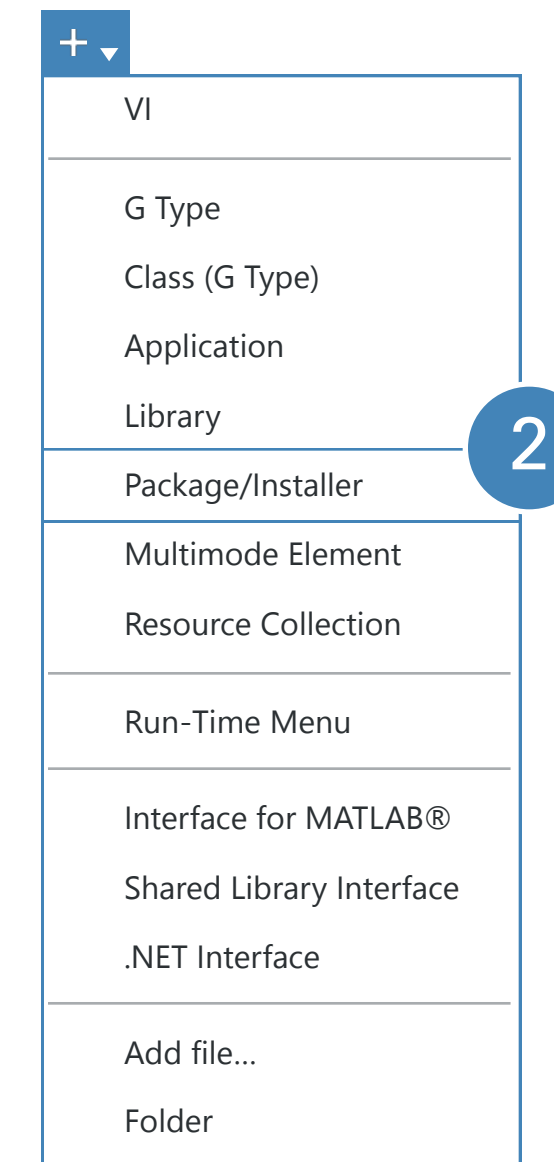 +
VI
G Type
Class (G Type)
Application
Library
2
Package/Installer
Multimode Element
Resource Collection
Run-Time Menu
Interface for MATLAB®
Shared Library Interface
.NET Interface
Add file...
Folder